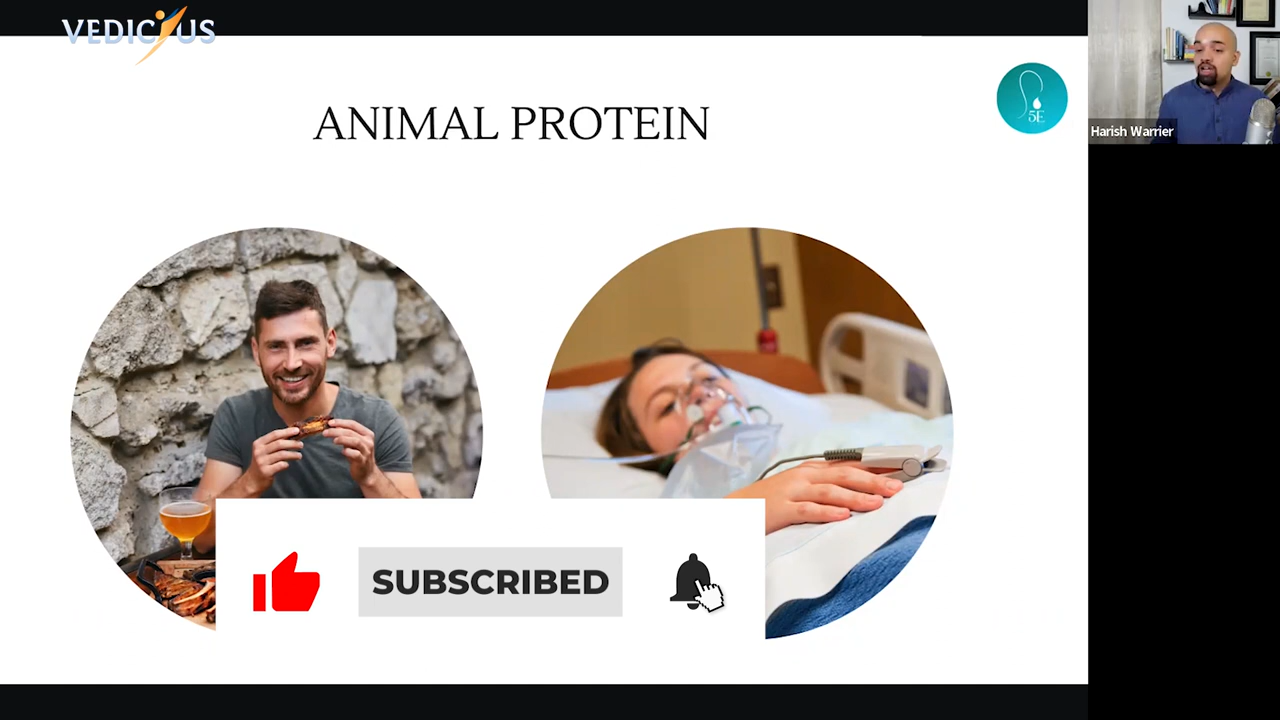 VEDICIUS
ANIMAL PROTEIN
5E
Harish Warrier
SUBSCRIBED